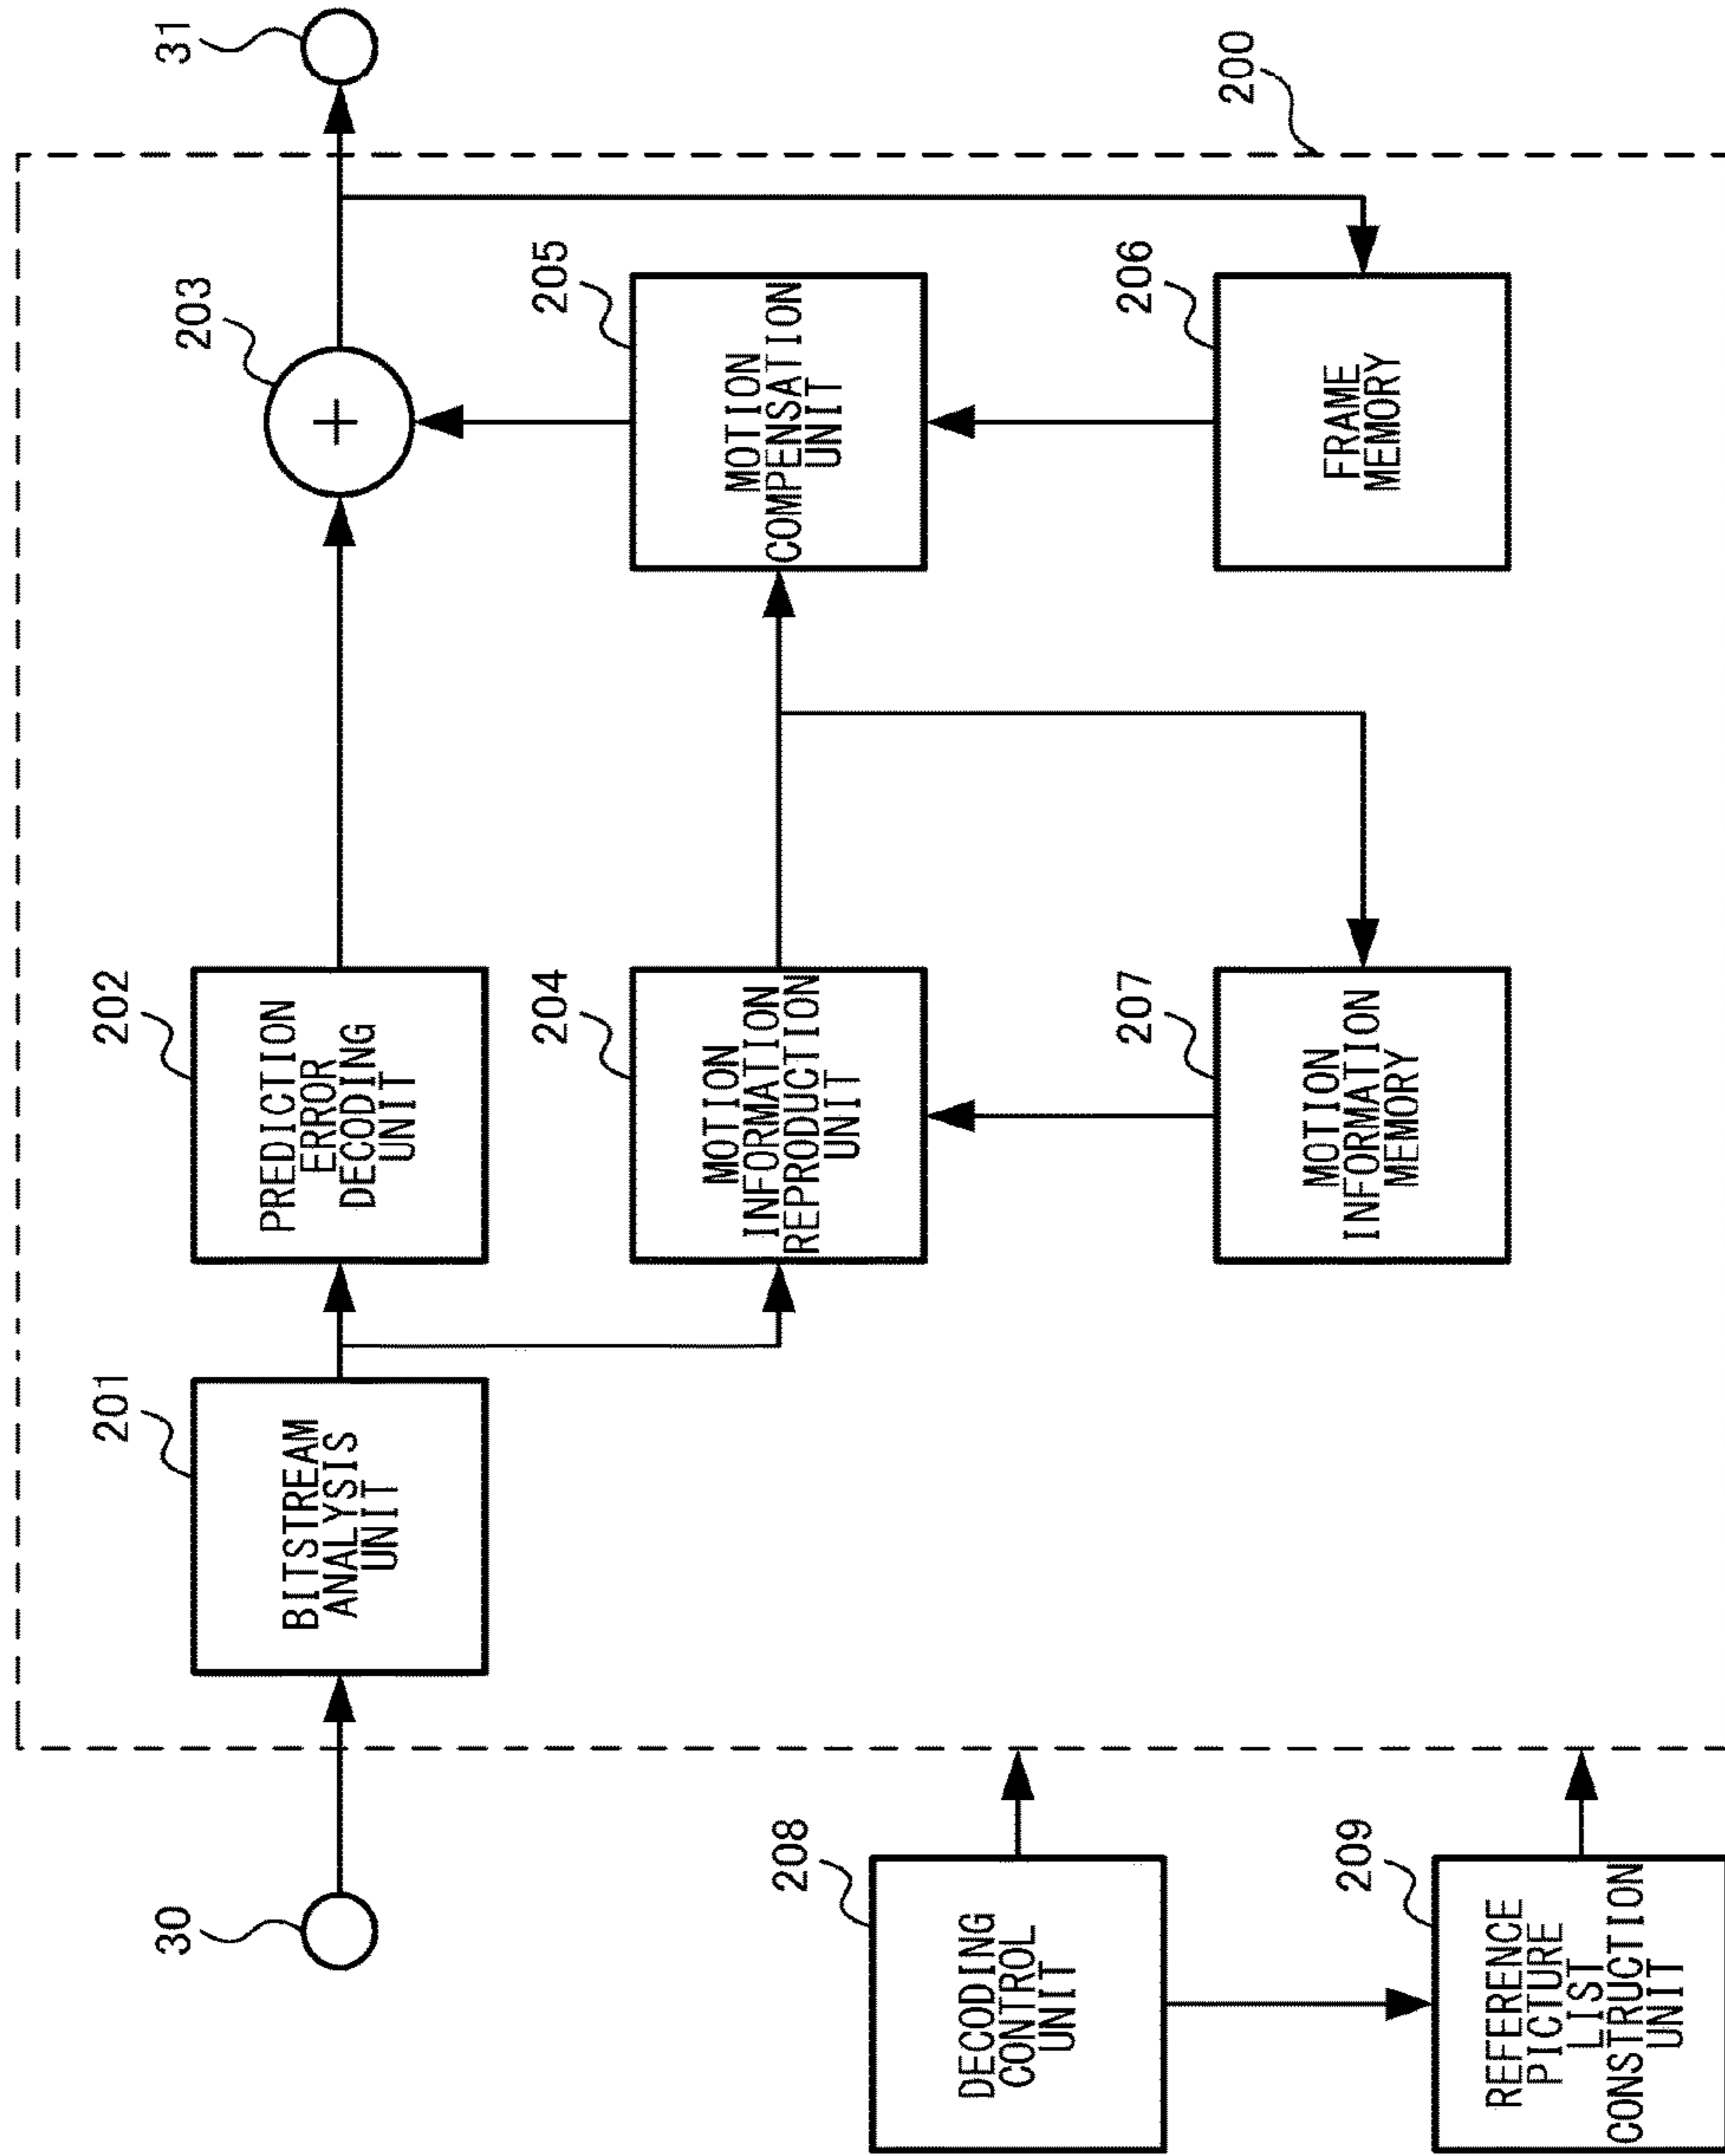 30
31
200
201
BITSTREAM
ANALYSIS
UNIT
202
PREDICTION
ERROR
DECODING
UNIT
203
+
204
MOTION
INFORMATION
REPRODUCTION
UNIT
205
MOTION
COMPENSATION
UNIT
207
MOTION
INFORMATION
MEMORY
206
FRAME
MEMORY
208
DECODING
CONTROL
UNIT
209
REFERENCE
PICTURE
LIST
CONSTRUCTION
UNIT